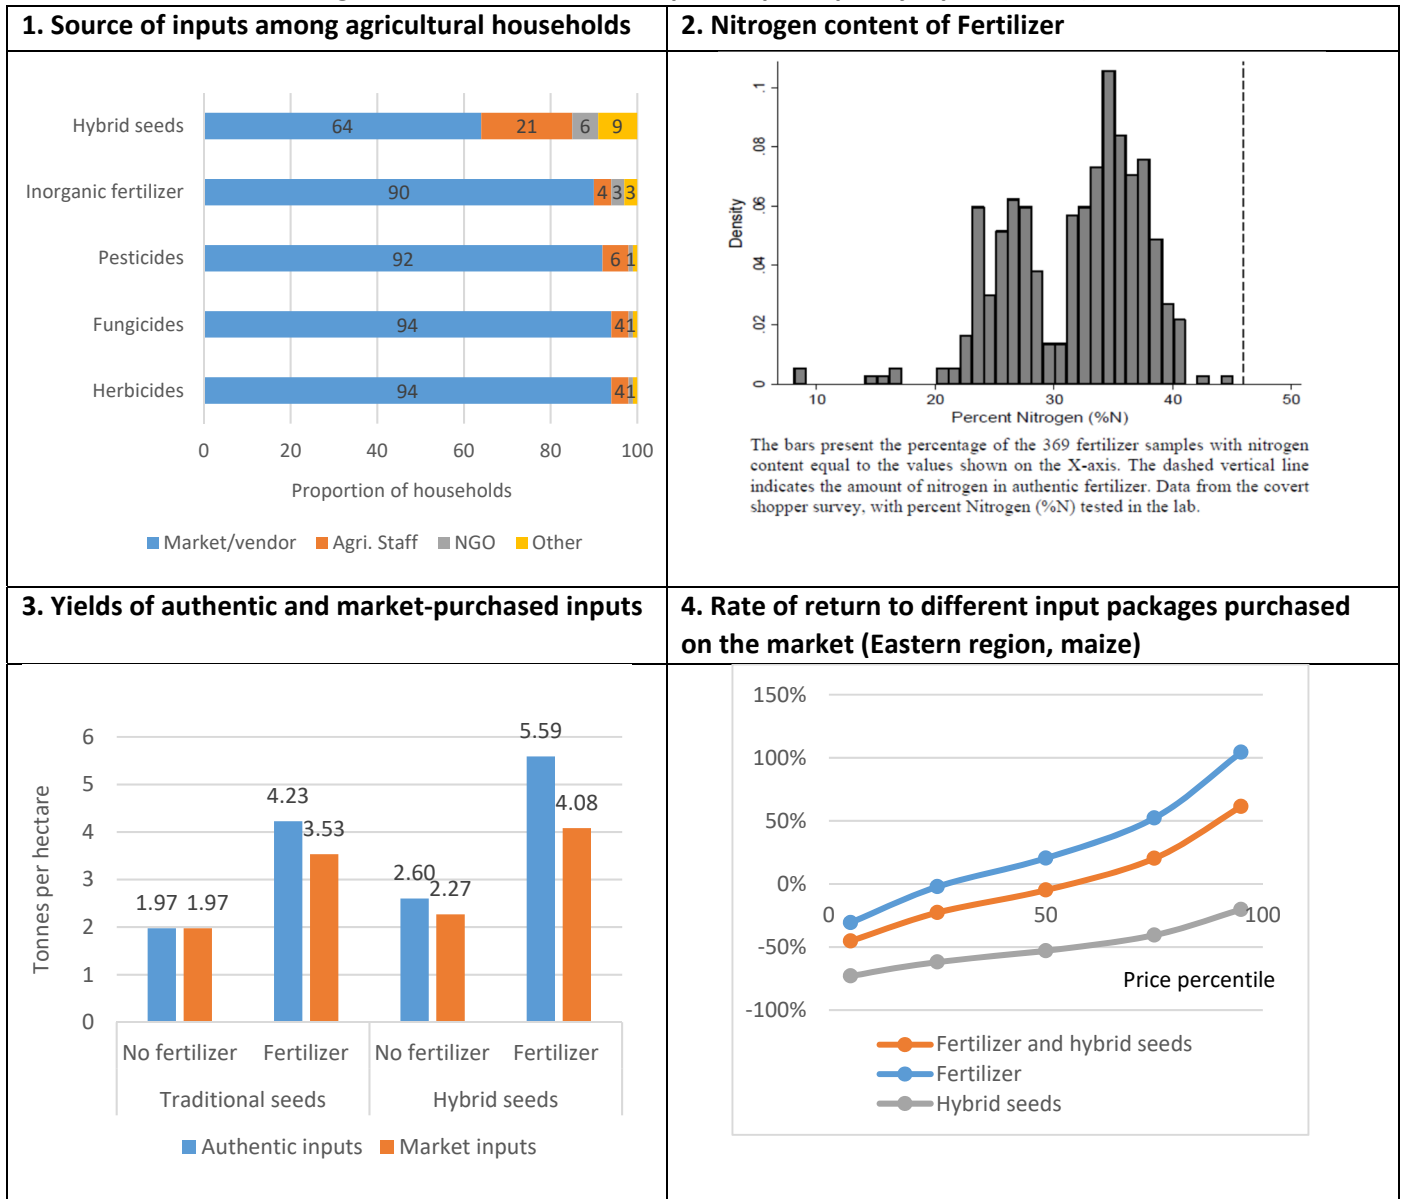 1. Source of inputs among agricultural households
Hybrid seeds
64
21
6
9
Inorganic fertilizer
90
4
3
3
Pesticides
92
6
1
Fungicides
94
4
1
Herbicides
94
4
1
0
20
40
60
80
100
Proportion of households
Market/vendor
Agri. Staff
NGO
Other
2. Nitrogen content of Fertilizer
.1
.08
.06
.04
.02
0
Density
10
20
30
40
50
Percent Nitrogen (%N)
The bars present the percentage of the 369 fertilizer samples with nitrogen
content equal to the values shown on the X-axis. The dashed vertical line
indicates the amount of nitrogen in authentic fertilizer. Data from the covert
shopper survey, with percent Nitrogen (%N) tested in the lab.
3. Yields of authentic and market-purchased inputs
Tonnes per hectare
6
5
4
3
2
1
0
1.97
1.97
4.23
3.53
2.60
2.27
5.59
4.08
No fertilizer
Fertilizer
No fertilizer
Fertilizer
Traditional seeds
Hybrid seeds
Authentic inputs
Market inputs
4. Rate of return to different input packages purchased
on the market (Eastern region, maize)
150%
100%
50%
0%
-50%
-100%
0
50
100
Price percentile
Fertilizer and hybrid seeds
Fertilizer
Hybrid seeds